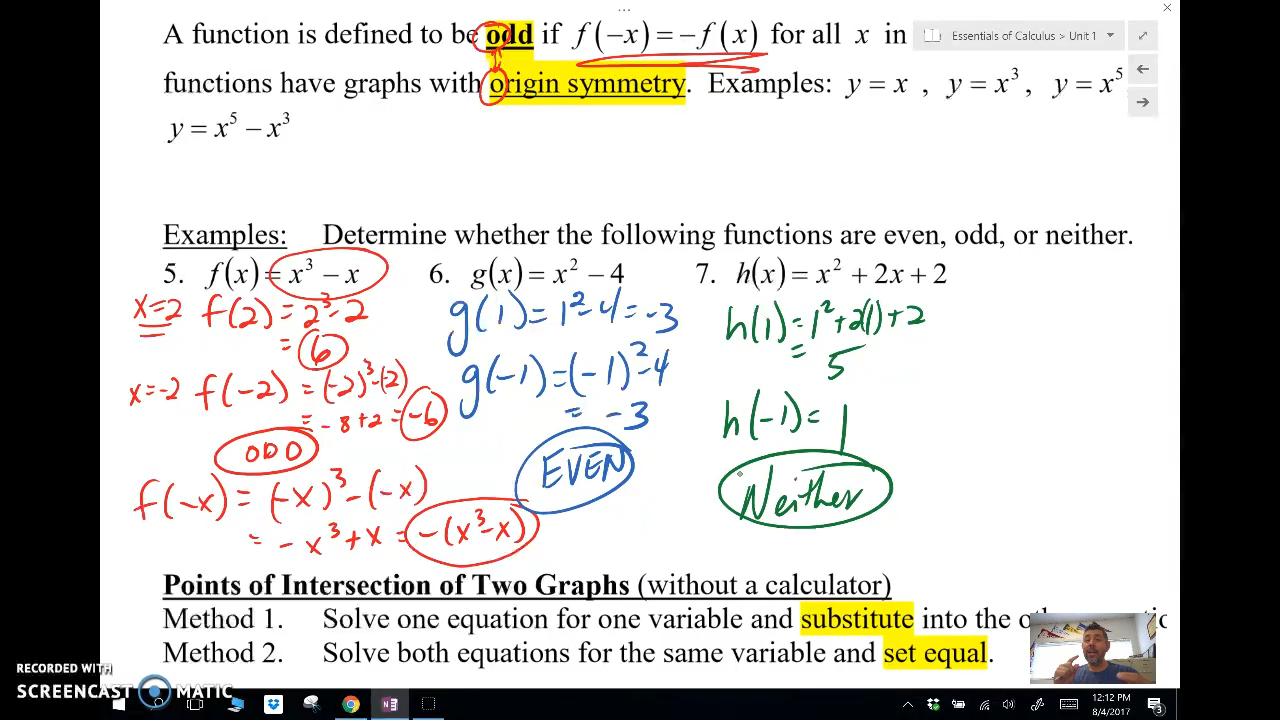 A function is defined to be odd if f(−x) = −f(x) for all x in
Essentials of Calculus > Unit 1
functions have graphs with origin symmetry. Examples: y = x , y = x³ , y = x⁵
y = x⁵ − x³
Examples: Determine whether the following functions are even, odd, or neither.
5. f(x) = x³ − x 6. g(x) = x² − 4 7. h(x) = x² + 2x + 2
x=2 f(2) = 2³-2
= 6
x=-2 f(-2) = (-2)³-(-2)
= -8+2 = -6
ODD
f(-x) = (-x)³ - (-x)
= -x³+x = -(x³-x)
g(1) = 1²-4 = -3
g(-1) = (-1)²-4
= -3
EVEN
h(1) = 1²+2(1)+2
= 5
h(-1) = 1
Neither
Points of Intersection of Two Graphs (without a calculator)
Method 1. Solve one equation for one variable and substitute into the
Method 2. Solve both equations for the same variable and set equal.
RECORDED WITH
SCREENCAST MATIC
12:12 PM
8/4/2017
3